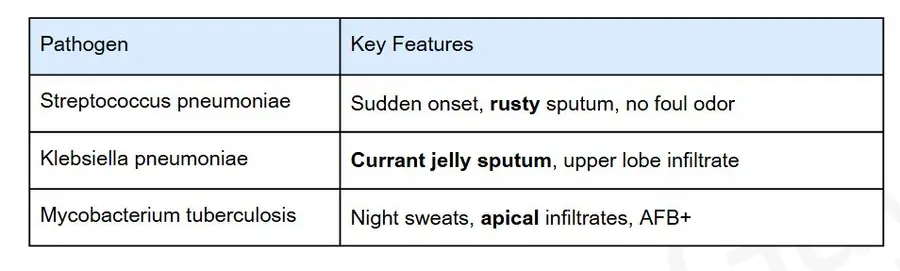 Pathogen Key Features
Streptococcus pneumoniae Sudden onset, rusty sputum, no foul odor
Klebsiella pneumoniae Currant jelly sputum, upper lobe infiltrate
Mycobacterium tuberculosis Night sweats, apical infiltrates, AFB+